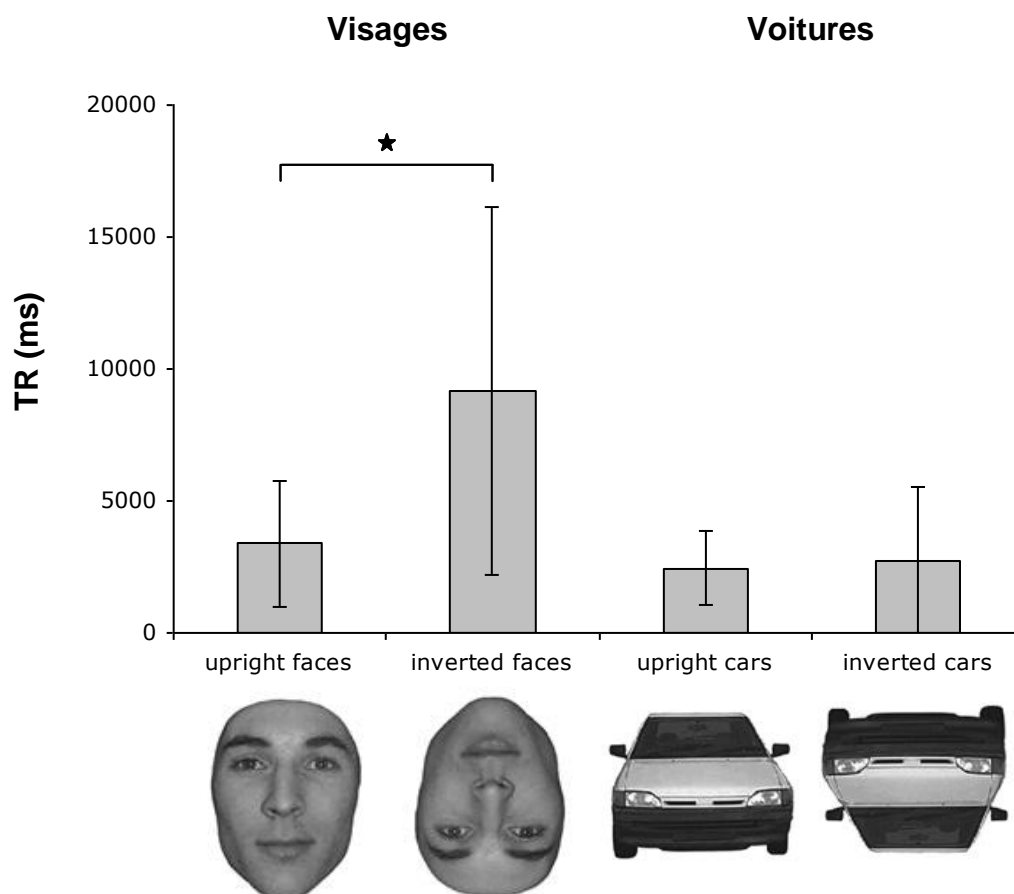 Visages Voitures
20000
15000
10000
5000
0
TR (ms)
★
upright faces inverted faces upright cars inverted cars